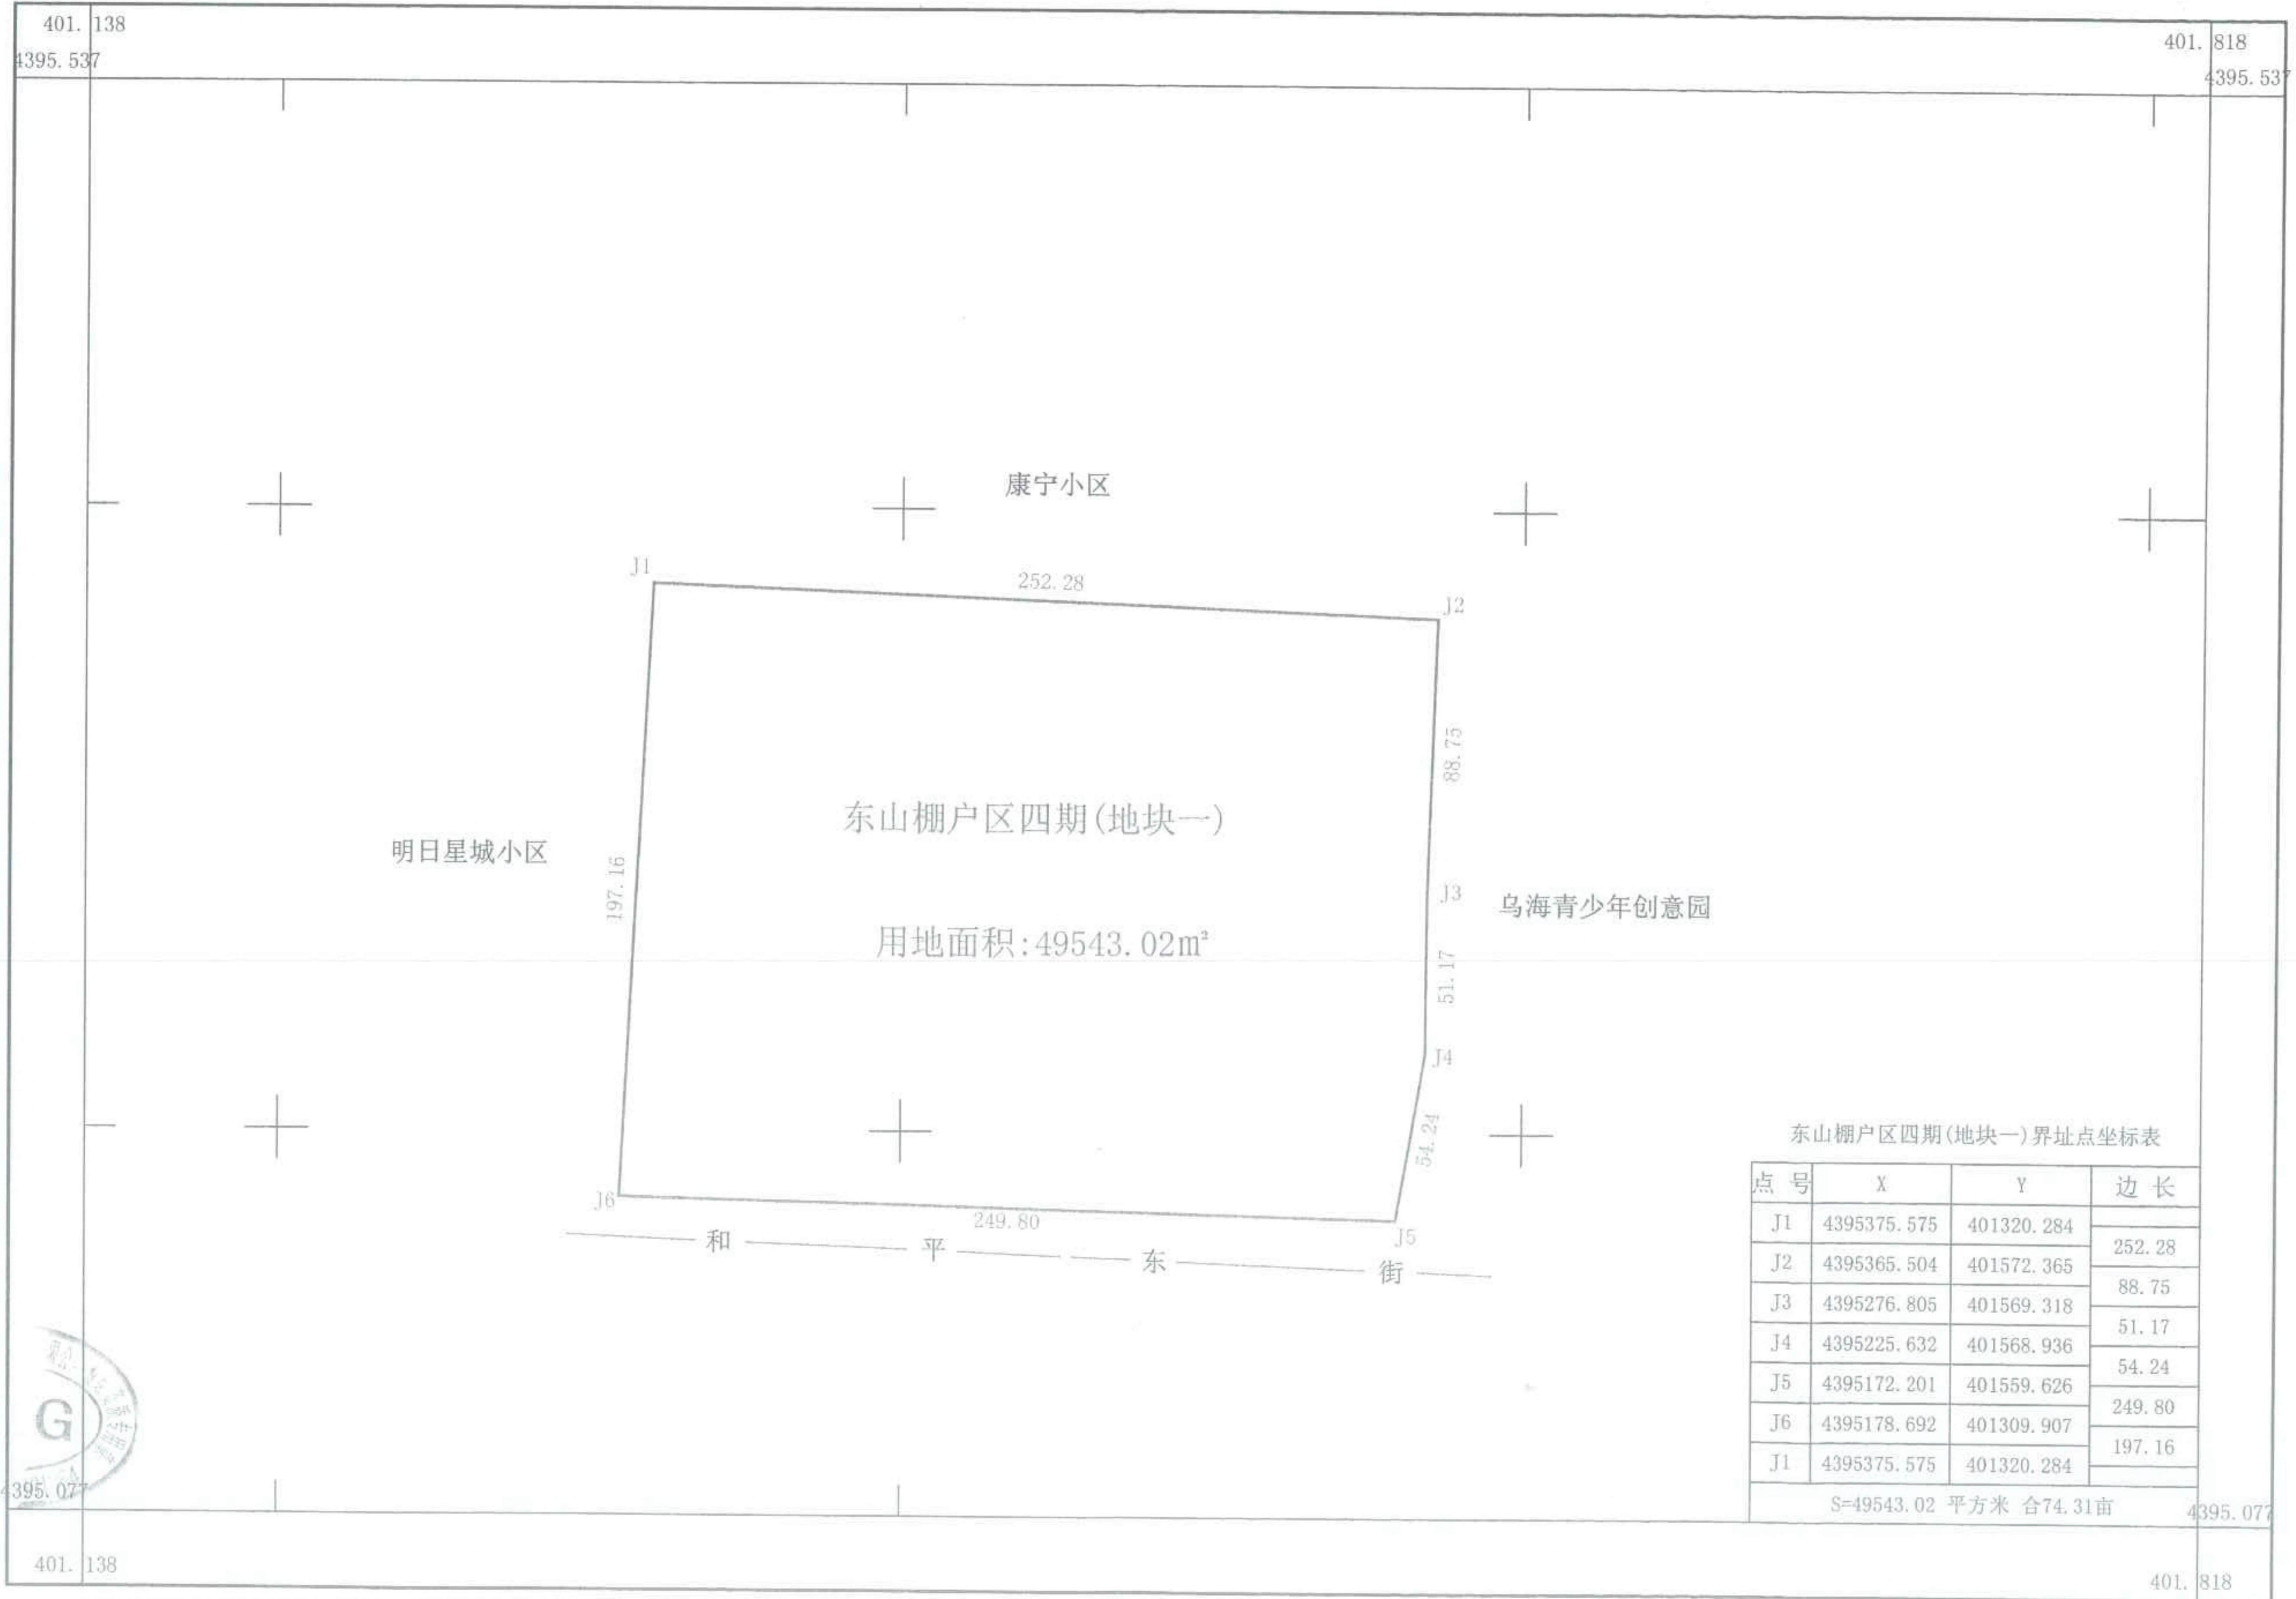 401.138
401.818
4395.537
4395.537
康宁小区
J1
252.28
J2
88.75
东山棚户区四期(地块一)
明日星城小区
197.16
J3
乌海青少年创意园
用地面积:49543.02m²
51.17
J4
54.24
J6
249.80
J5
和 平 东 街
东山棚户区四期(地块一)界址点坐标表
点 号 X Y 边 长
J1 4395375.575 401320.284
252.28
J2 4395365.504 401572.365
88.75
J3 4395276.805 401569.318
51.17
J4 4395225.632 401568.936
54.24
J5 4395172.201 401559.626
249.80
J6 4395178.692 401309.907
197.16
J1 4395375.575 401320.284
S=49543.02 平方米 合74.31亩
G
4395.077
4395.077
401.138
401.818